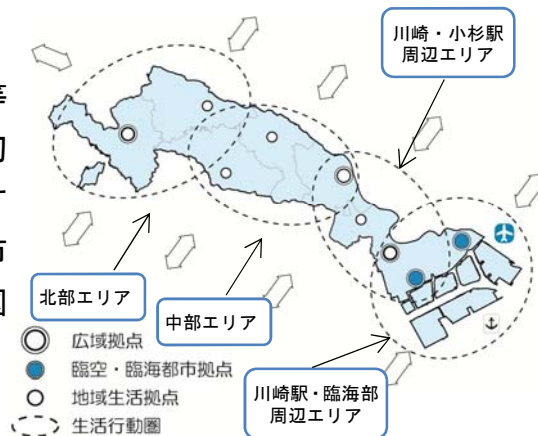 川崎・小杉駅
周辺エリア
北部エリア
中部エリア
川崎駅・臨海部
周辺エリア
広域拠点
臨空・臨海都市拠点
地域生活拠点
生活行動圏